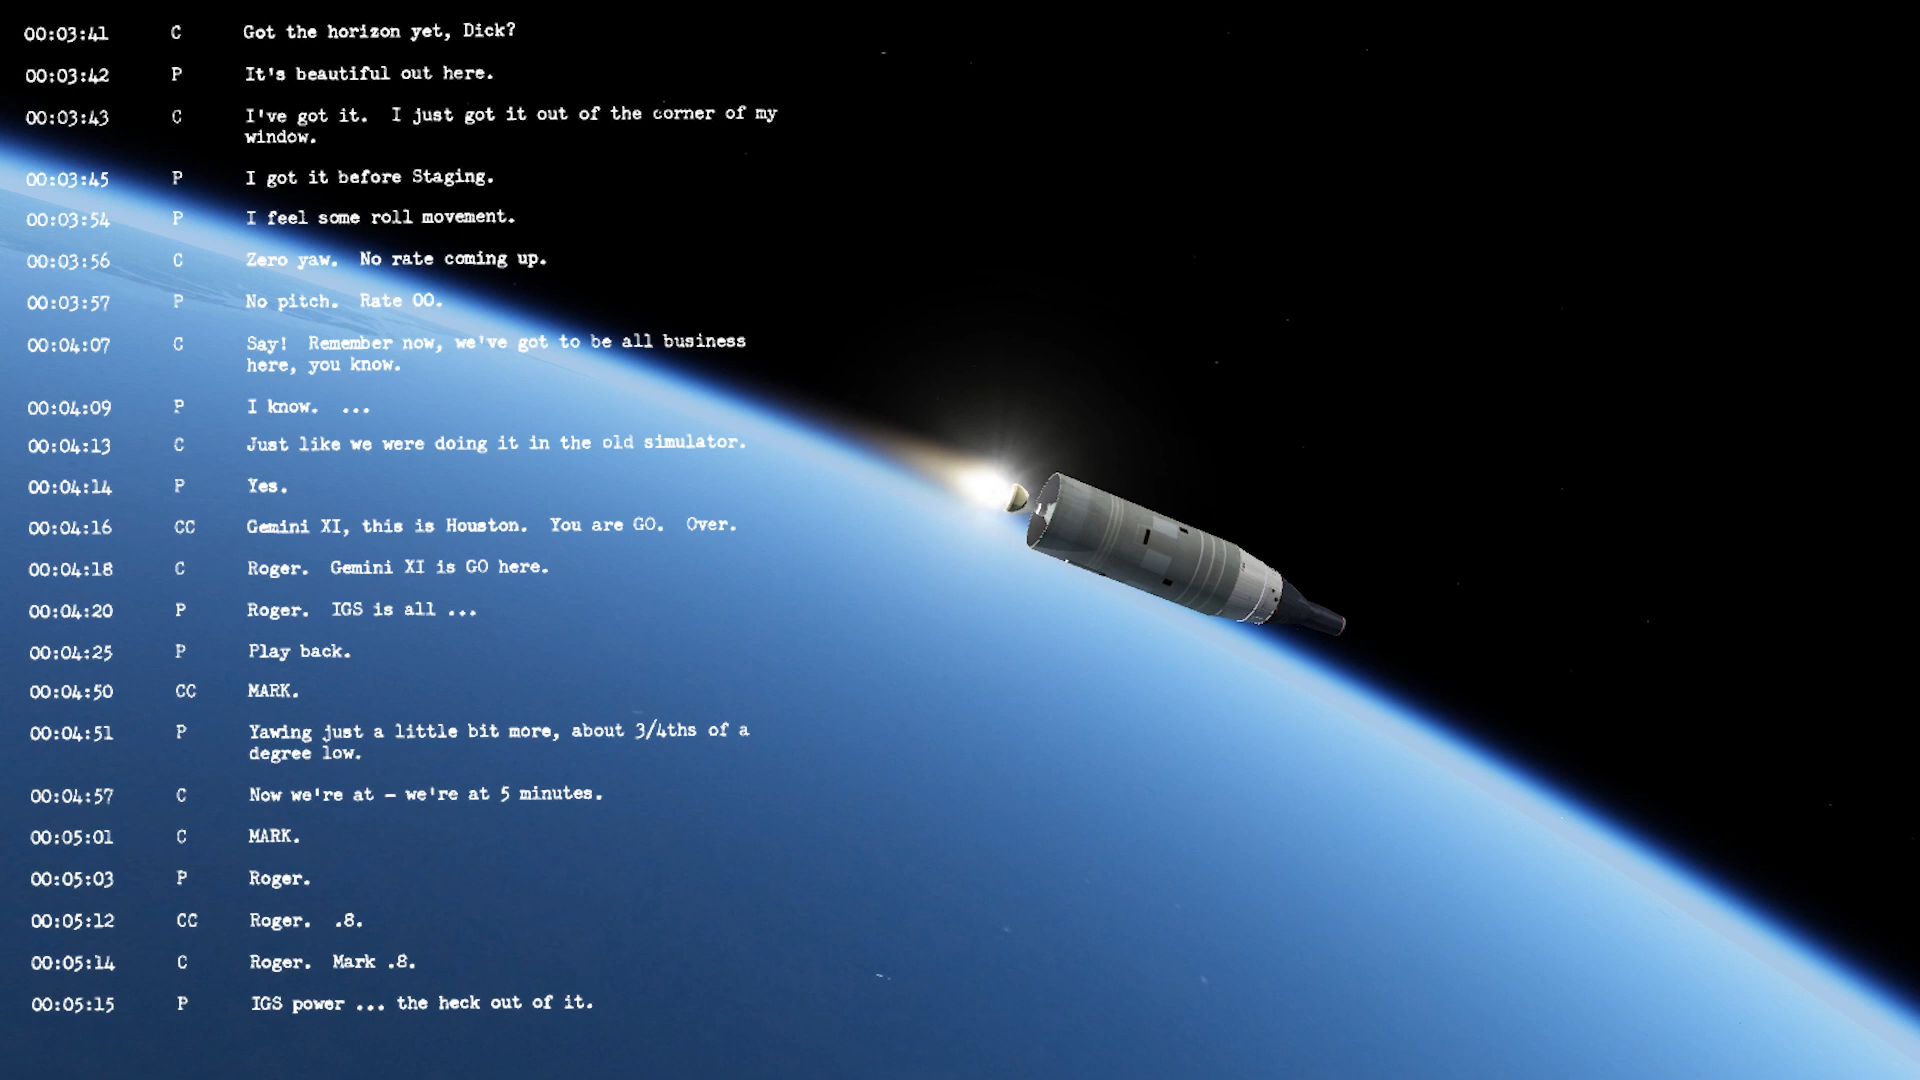 00:03:41 C Got the horizon yet, Dick?
00:03:42 P It's beautiful out here.
00:03:43 C I've got it. I just got it out of the corner of my
window.
00:03:45 P I got it before Staging.
00:03:54 P I feel some roll movement.
00:03:56 C Zero yaw. No rate coming up.
00:03:57 P No pitch. Rate 00.
00:04:07 C Say! Remember now, we've got to be all business
here, you know.
00:04:09 P I know. ...
00:04:13 C Just like we were doing it in the old simulator.
00:04:14 P Yes.
00:04:16 CC Gemini XI, this is Houston. You are GO. Over.
00:04:18 C Roger. Gemini XI is GO here.
00:04:20 P Roger. IGS is all ...
00:04:25 P Play back.
00:04:50 CC MARK.
00:04:51 P Yawing just a little bit more, about 3/4ths of a
degree low.
00:04:57 C Now we're at – we're at 5 minutes.
00:05:01 C MARK.
00:05:03 P Roger.
00:05:12 CC Roger. .8.
00:05:14 C Roger. Mark .8.
00:05:15 P IGS power ... the heck out of it.